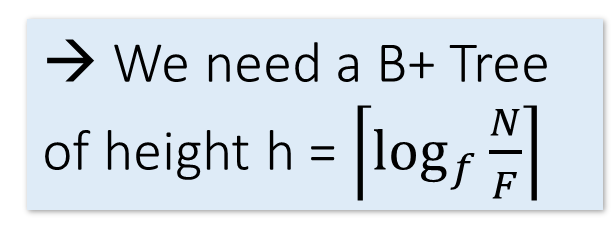 → We need a B+ Tree
of height h = ⌈log_f N/F⌉